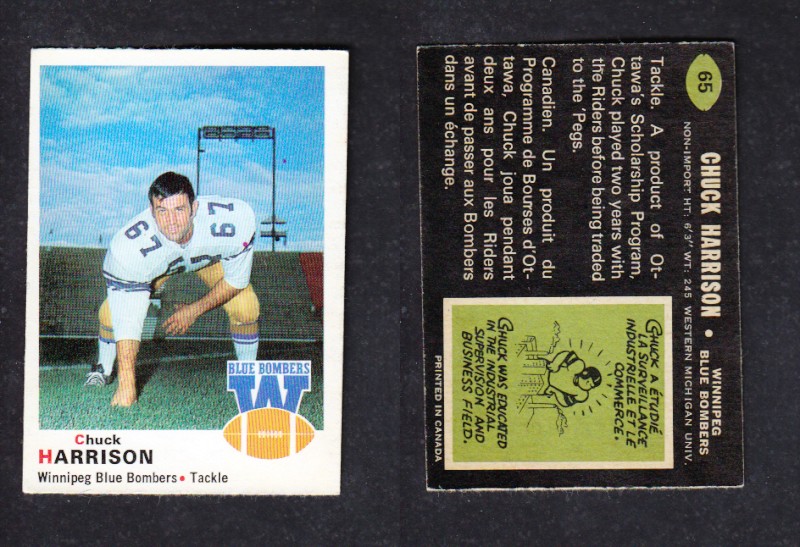 67
67
BLUE BOMBERS
W
Chuck
HARRISON
Winnipeg Blue Bombers • Tackle
65
CHUCK HARRISON •
WINNIPEG
BLUE BOMBERS
NON-IMPORT HT: 6'3" WT: 245 WESTERN MICHIGAN UNIV.
Tackle. A product of Ot-
tawa's Scholarship Program,
Chuck played two years with
the Riders before being traded
to the 'Pegs.
Canadien. Un produit du
Programme de Bourses d'Ot-
tawa, Chuck joua pendant
deux ans pour les Riders
avant de passer aux Bombers
dans un échange.
CHUCK A ÉTUDIÉ
LA SURVEILLANCE
INDUSTRIELLE ET LE
COMMERCE.
CHUCK WAS EDUCATED
IN THE INDUSTRIAL
SUPERVISION AND
BUSINESS FIELD.
PRINTED IN CANADA